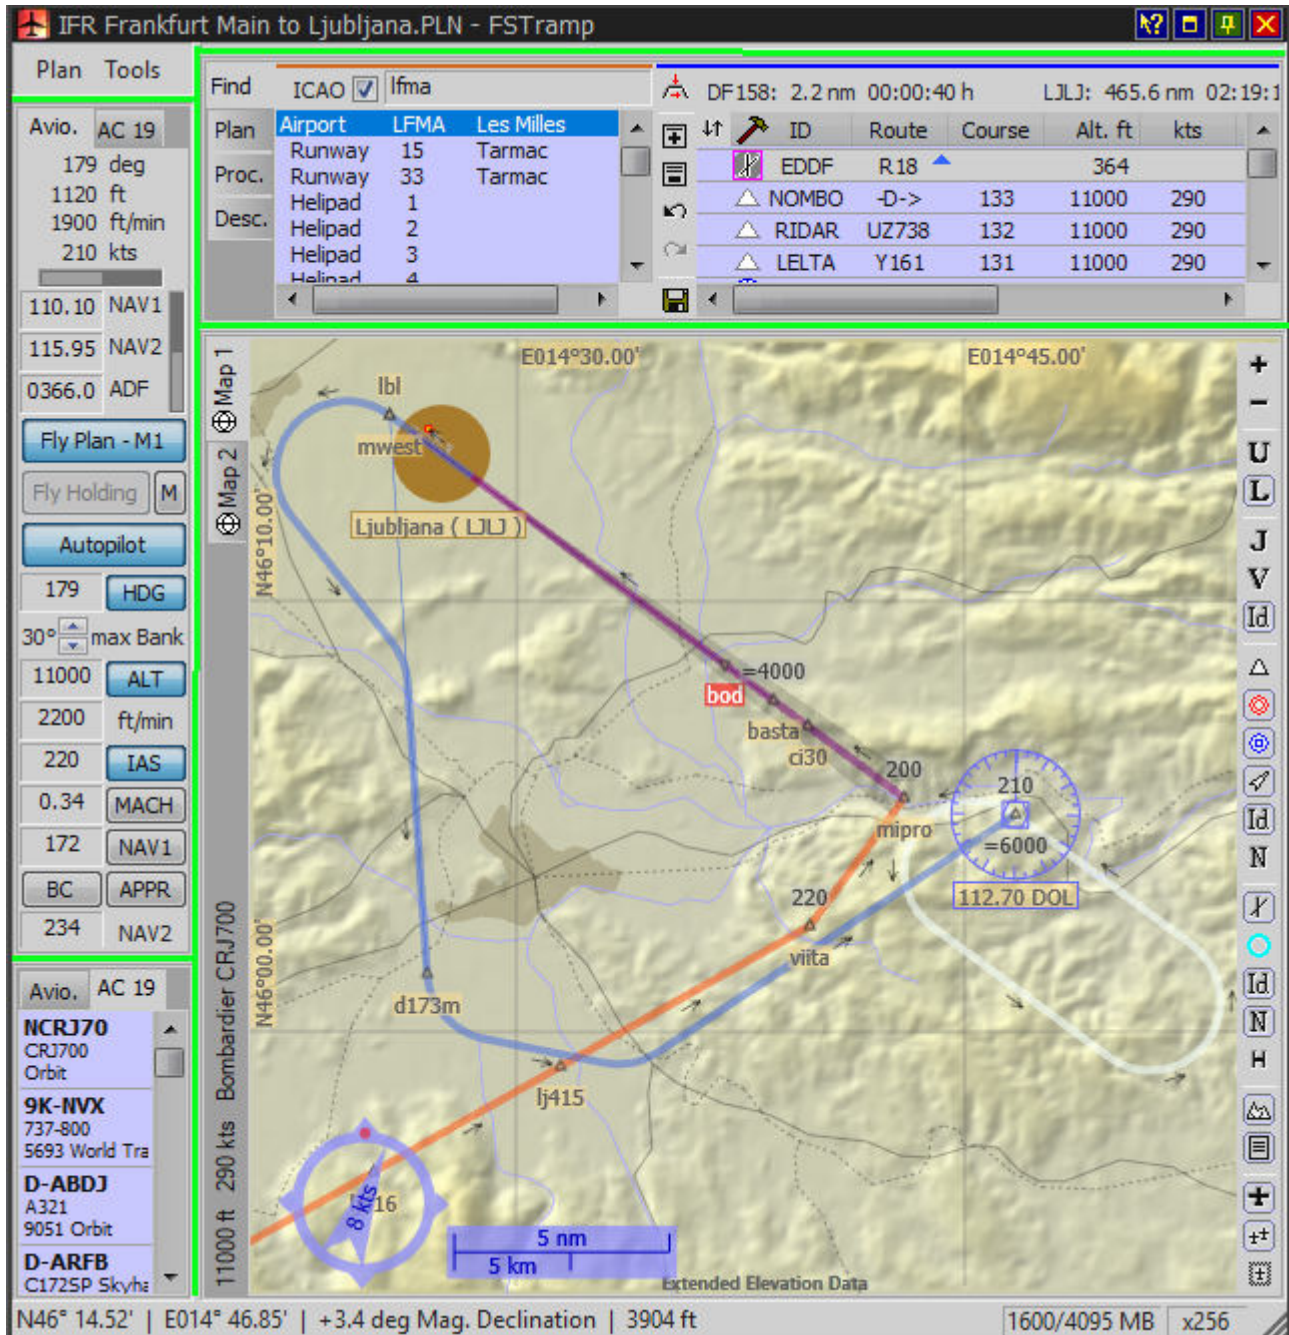 IFR Frankfurt Main to Ljubljana.PLN - FSTramp
Plan Tools
Avio. AC 19
179 deg
1120 ft
1900 ft/min
210 kts
110.10 NAV1
115.95 NAV2
0366.0 ADF
Fly Plan - M1
Fly Holding M
Autopilot
179 HDG
30° max Bank
11000 ALT
2200 ft/min
220 IAS
0.34 MACH
172 NAV1
BC APPR
234 NAV2
Avio. AC 19
NCRJ70
CRJ700
Orbit
9K-NVX
737-800
5693 World Tra
D-ABDJ
A321
9051 Orbit
D-ARFB
C172SP Skyha
Find
Plan
Proc.
Desc.
ICAO lfma
Airport LFMA Les Milles
Runway 15 Tarmac
Runway 33 Tarmac
Helipad 1
Helipad 2
Helipad 3
Helipad 4
DF158: 2.2 nm 00:00:40 h LJLJ: 465.6 nm 02:19:1
ID Route Course Alt. ft kts
EDDF R18 364
NOMBO -D-> 133 11000 290
RIDAR UZ738 132 11000 290
LELTA Y161 131 11000 290
Map 1
Map 2
11000 ft 290 kts Bombardier CRJ700
E014°30.00' E014°45.00'
N46°10.00'
N46°00.00'
lbl
mwest
Ljubljana ( LJLJ )
=4000
bod
basta
ci30
200
mipro
210
=6000
112.70 DOL
220
viita
d173m
lj415
16
8 kts
5 nm
5 km
Extended Elevation Data
+
−
U
L
J
V
Id
Id
N
Id
N
H
N46° 14.52' | E014° 46.85' | +3.4 deg Mag. Declination | 3904 ft
1600/4095 MB x256